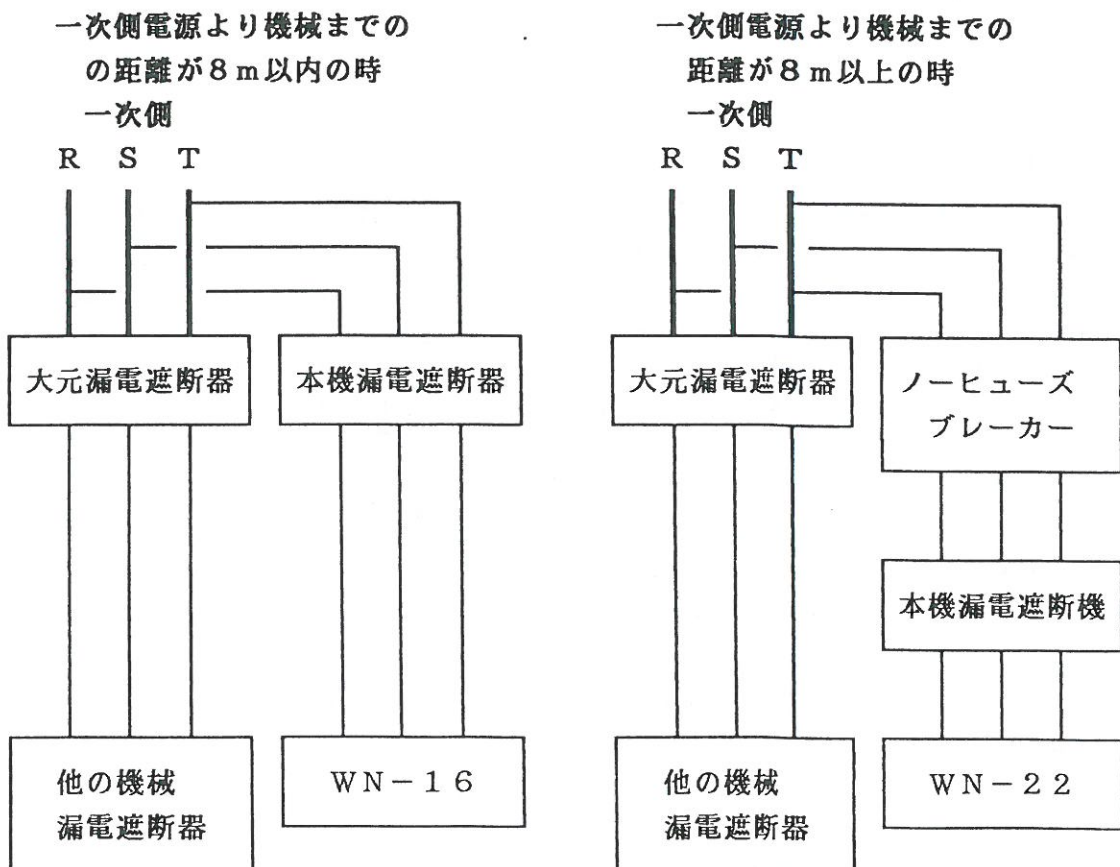 一次側電源より機械までの
の距離が８ｍ以内の時
一次側
Ｒ Ｓ Ｔ
大元漏電遮断器
本機漏電遮断器
他の機械
漏電遮断器
ＷＮ－１６
一次側電源より機械までの
距離が８ｍ以上の時
一次側
Ｒ Ｓ Ｔ
大元漏電遮断器
ノーヒューズ
ブレーカー
本機漏電遮断機
他の機械
漏電遮断器
ＷＮ－２２